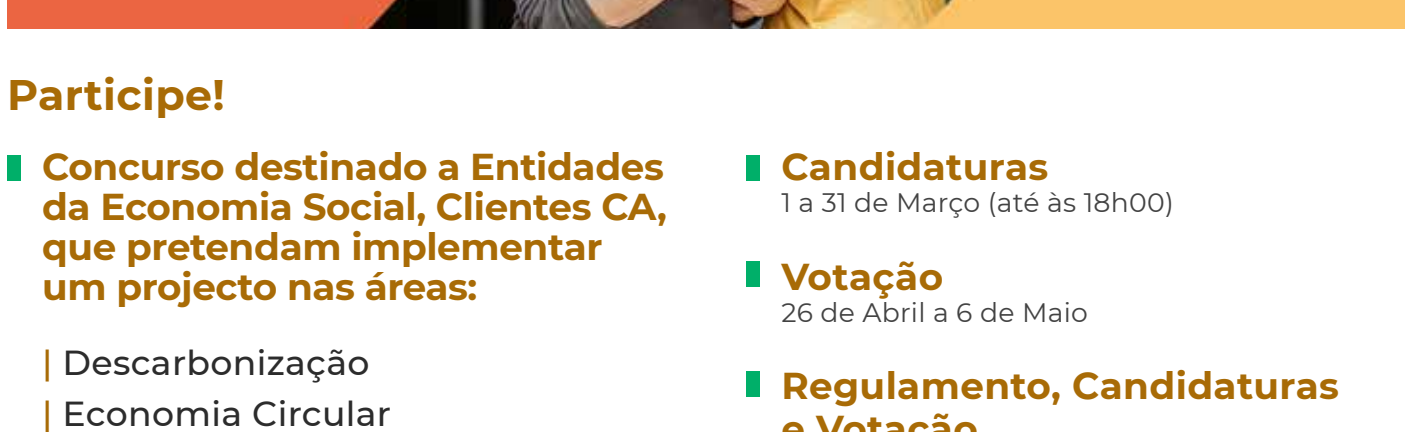 Participe!
Concurso destinado a Entidades
da Economia Social, Clientes CA,
que pretendam implementar
um projecto nas áreas:
| Descarbonização
| Economia Circular
Candidaturas
1 a 31 de Março (até às 18h00)
Votação
26 de Abril a 6 de Maio
Regulamento, Candidaturas
e Votação